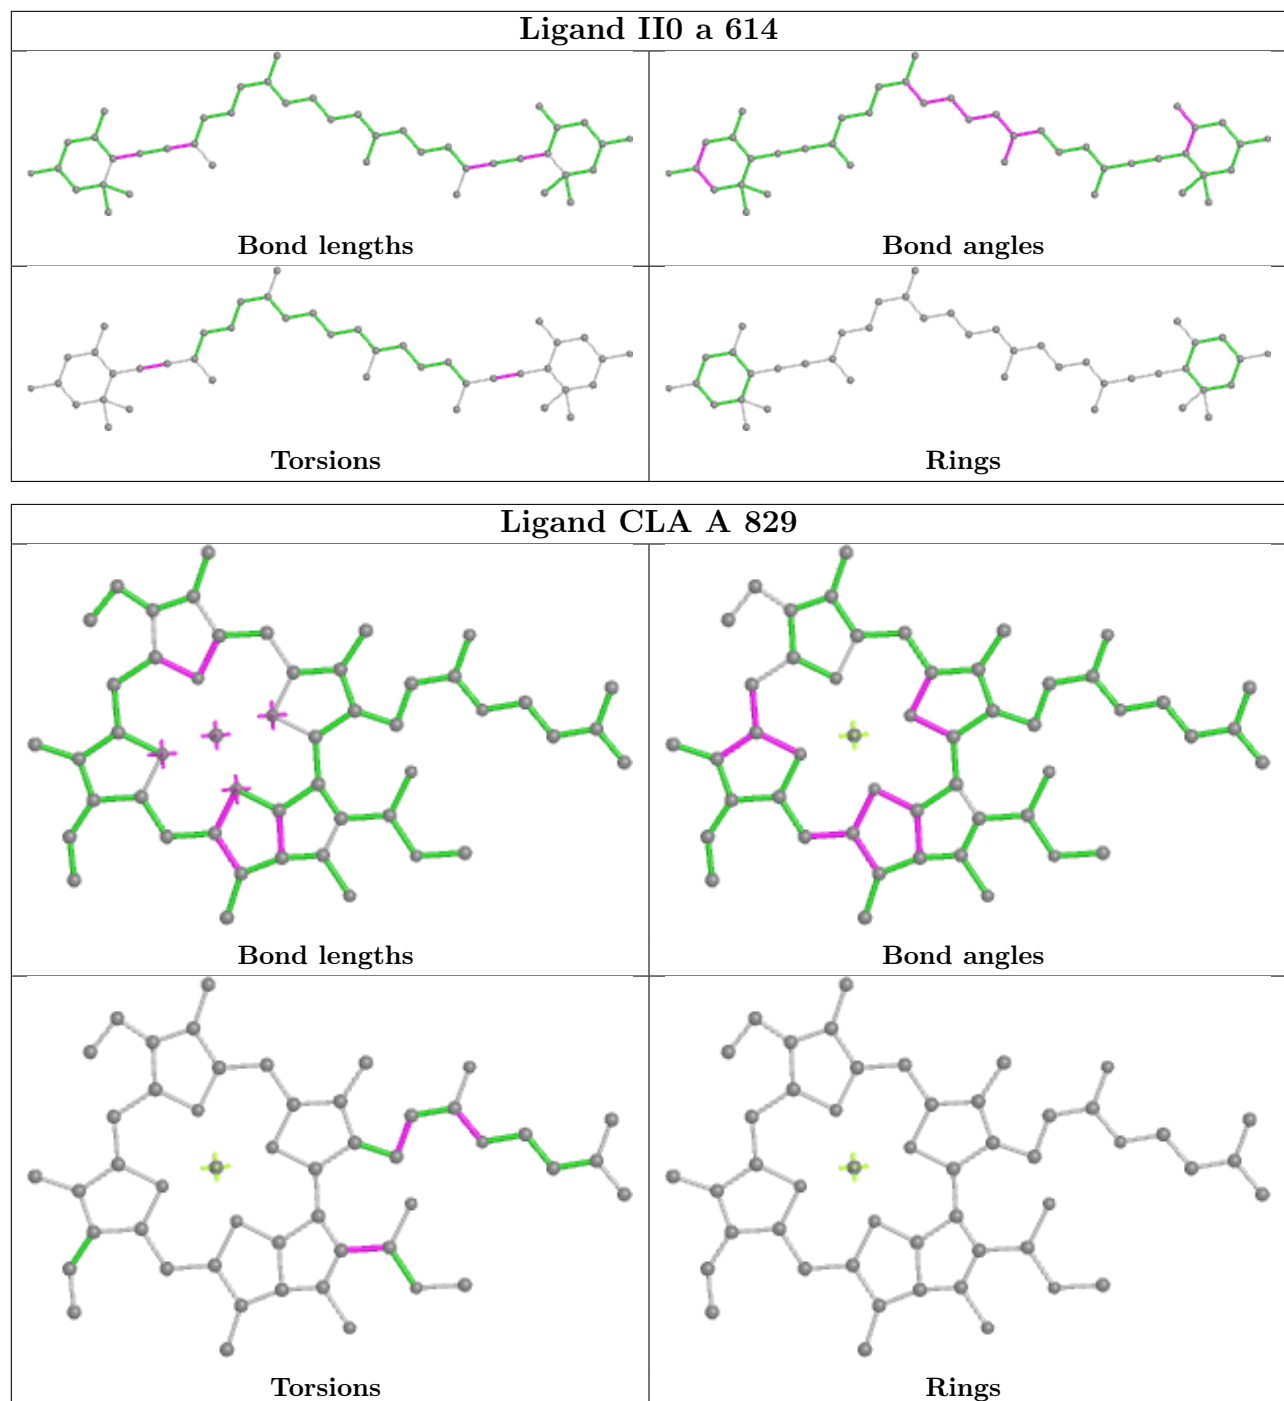 Ligand II0 a 614
Bond lengths
Bond angles
Torsions
Rings
Ligand CLA A 829
Bond lengths
Bond angles
Torsions
Rings